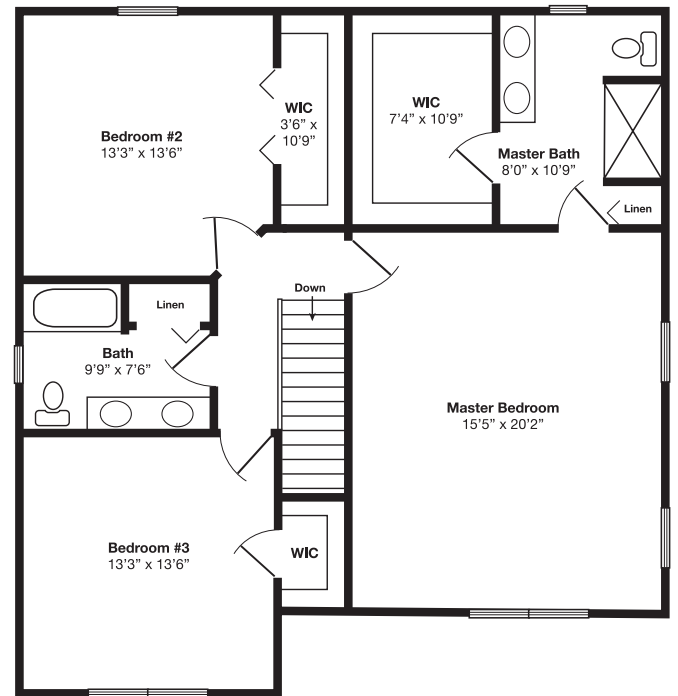 Bedroom #2
13’3” x 13’6”
WIC
3’6” x
10’9”
WIC
7’4” x 10’9”
Master Bath
8’0” x 10’9”
Linen
Down
Linen
Bath
9’9” x 7’6”
Master Bedroom
15’5” x 20’2”
Bedroom #3
13’3” x 13’6”
WIC